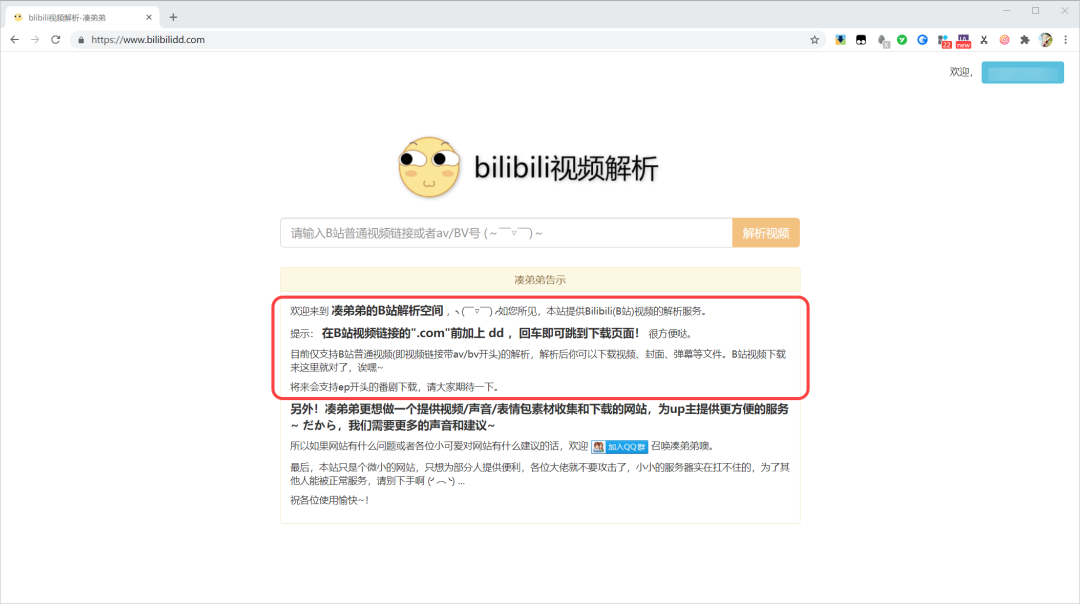 blibili视频解析-凑弟弟
https://www.bilibilidd.com
22
new
欢迎，
bilibili视频解析
请输入B站普通视频链接或者av/BV号 (～￣▽￣)～
解析视频
凑弟弟告示
欢迎来到 凑弟弟的B站解析空间 ，ヽ(￣▽￣)ﾉ如您所见，本站提供Bilibili(B站)视频的解析服务。
提示： 在B站视频链接的".com"前加上 dd ，回车即可跳到下载页面！ 很方便哒。
目前仅支持B站普通视频(即视频链接带av/bv开头)的解析，解析后你可以下载视频、封面、弹幕等文件。B站视频下载
来这里就对了，诶嘿~
将来会支持ep开头的番剧下载，请大家期待一下。
另外！凑弟弟更想做一个提供视频/声音/表情包素材收集和下载的网站，为up主提供更方便的服务
~ だから，我们需要更多的声音和建议~
所以如果网站有什么问题或者各位小可爱对网站有什么建议的话，欢迎 加入QQ群 召唤凑弟弟噢。
最后，本站只是个微小的网站，只想为部分人提供便利，各位大佬就不要攻击了，小小的服务器实在扛不住的，为了其
他人能被正常服务，请别下手啊 (╯︵╰) ...
祝各位使用愉快~！